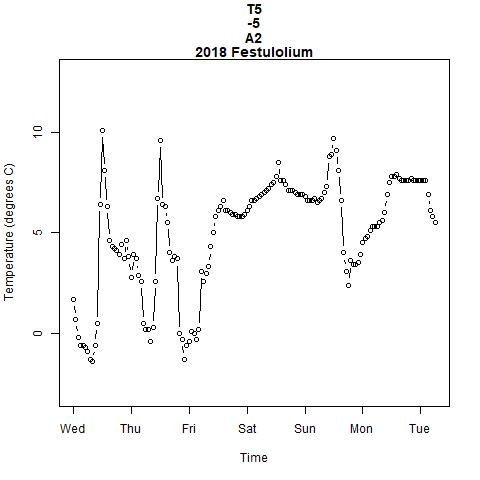 T5
-5
A2
2018 Festulolium
Temperature (degrees C)
10
5
0
Wed Thu Fri Sat Sun Mon Tue
Time